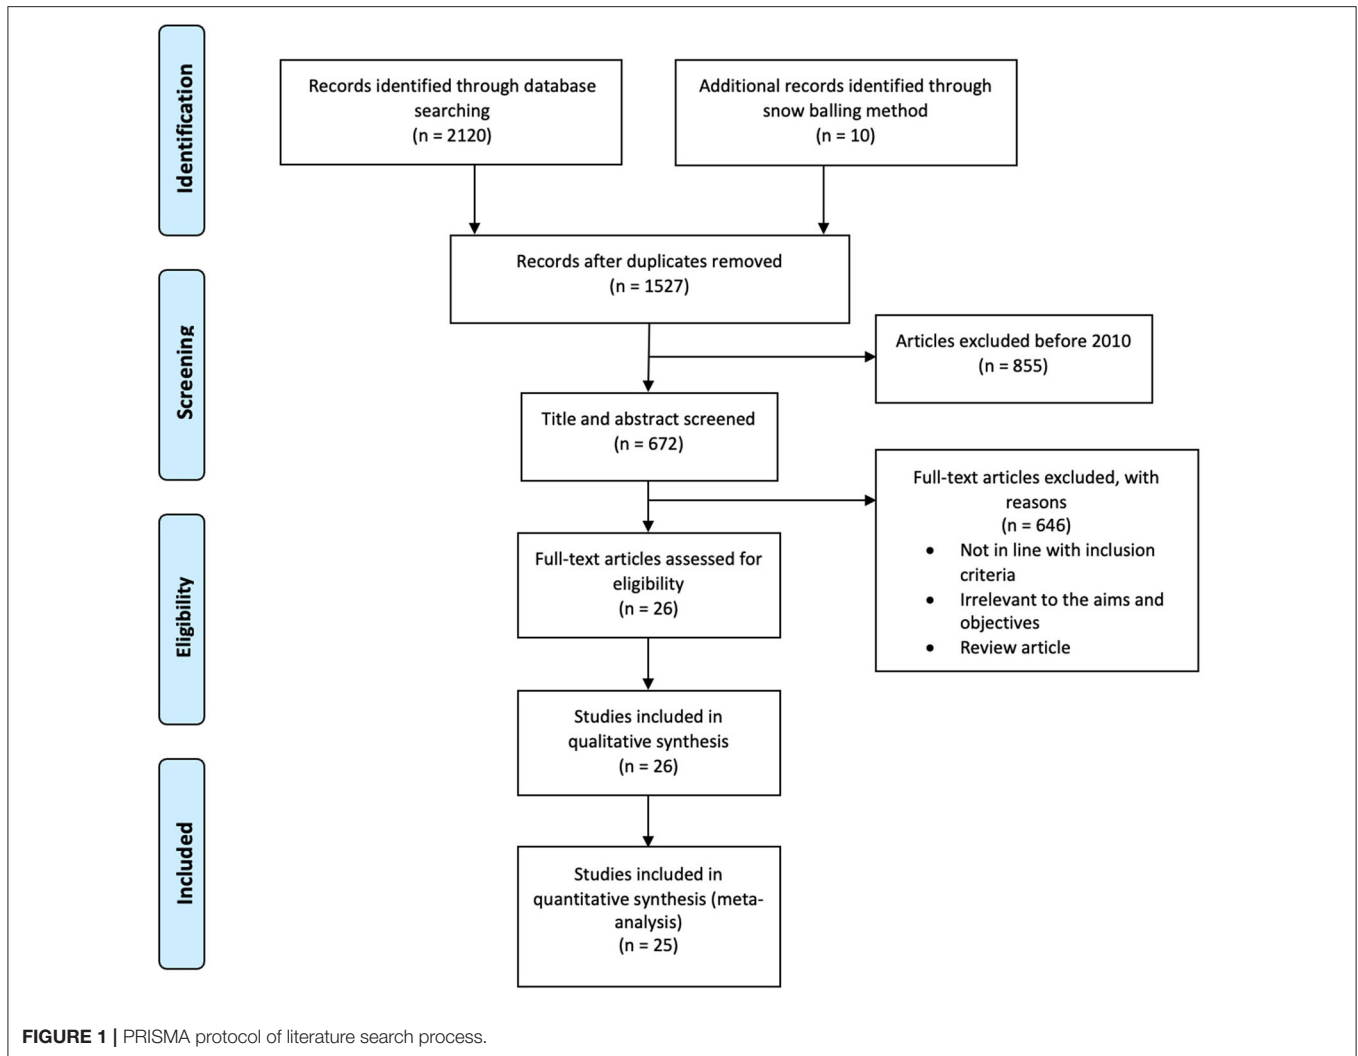 Identification
Records identified through database
searching
(n = 2120)
Additional records identified through
snow balling method
(n = 10)
Records after duplicates removed
(n = 1527)
Screening
Articles excluded before 2010
(n = 855)
Title and abstract screened
(n = 672)
Full-text articles excluded, with
reasons
(n = 646)
• Not in line with inclusion
criteria
• Irrelevant to the aims and
objectives
• Review article
Eligibility
Full-text articles assessed for
eligibility
(n = 26)
Studies included in
qualitative synthesis
(n = 26)
Included
Studies included in
quantitative synthesis (meta-
analysis)
(n = 25)
FIGURE 1 | PRISMA protocol of literature search process.